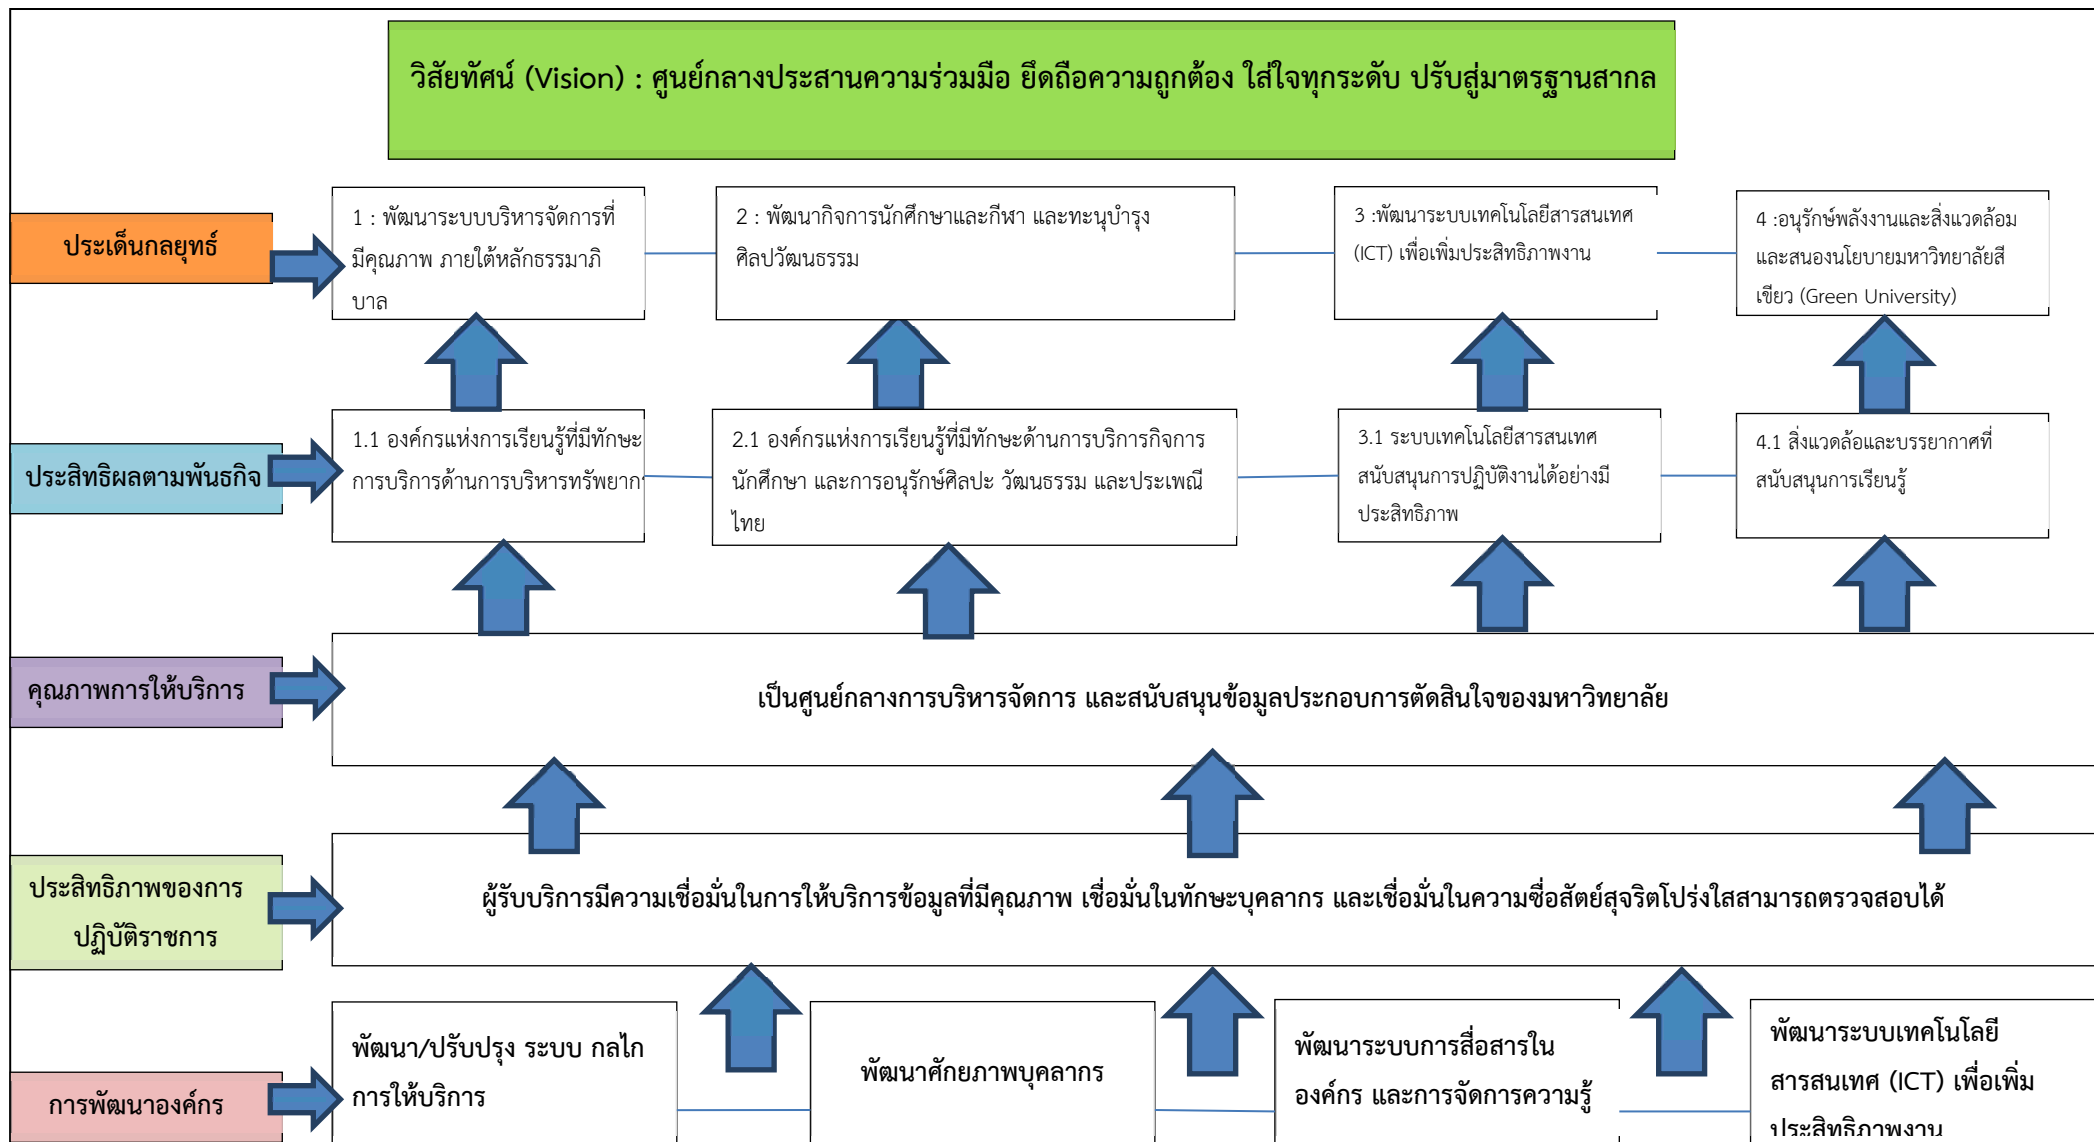 วิสัยทัศน์ (Vision) : ศูนย์กลางประสานความร่วมมือ ยึดถือความถูกต้อง ใส่ใจทุกระดับ ปรับสู่มาตรฐานสากล
ประเด็นกลยุทธ์
1 : พัฒนาระบบบริหารจัดการที่
มีคุณภาพ ภายใต้หลักธรรมาภิ
บาล
2 : พัฒนากิจการนักศึกษาและกีฬา และทะนุบำรุง
ศิลปวัฒนธรรม
3 :พัฒนาระบบเทคโนโลยีสารสนเทศ
(ICT) เพื่อเพิ่มประสิทธิภาพงาน
4 :อนุรักษ์พลังงานและสิ่งแวดล้อม
และสนองนโยบายมหาวิทยาลัยสี
เขียว (Green University)
ประสิทธิผลตามพันธกิจ
1.1 องค์กรแห่งการเรียนรู้ที่มีทักษะ
การบริการด้านการบริหารทรัพยาก
2.1 องค์กรแห่งการเรียนรู้ที่มีทักษะด้านการบริการกิจการ
นักศึกษา และการอนุรักษ์ศิลปะ วัฒนธรรม และประเพณี
ไทย
3.1 ระบบเทคโนโลยีสารสนเทศ
สนับสนุนการปฏิบัติงานได้อย่างมี
ประสิทธิภาพ
4.1 สิ่งแวดล้อและบรรยากาศที่
สนับสนุนการเรียนรู้
คุณภาพการให้บริการ
เป็นศูนย์กลางการบริหารจัดการ และสนับสนุนข้อมูลประกอบการตัดสินใจของมหาวิทยาลัย
ประสิทธิภาพของการ
ปฏิบัติราชการ
ผู้รับบริการมีความเชื่อมั่นในการให้บริการข้อมูลที่มีคุณภาพ เชื่อมั่นในทักษะบุคลากร และเชื่อมั่นในความซื่อสัตย์สุจริตโปร่งใสสามารถตรวจสอบได้
การพัฒนาองค์กร
พัฒนา/ปรับปรุง ระบบ กลไก
การให้บริการ
พัฒนาศักยภาพบุคลากร
พัฒนาระบบการสื่อสารใน
องค์กร และการจัดการความรู้
พัฒนาระบบเทคโนโลยี
สารสนเทศ (ICT) เพื่อเพิ่ม
ประสิทธิภาพงาน